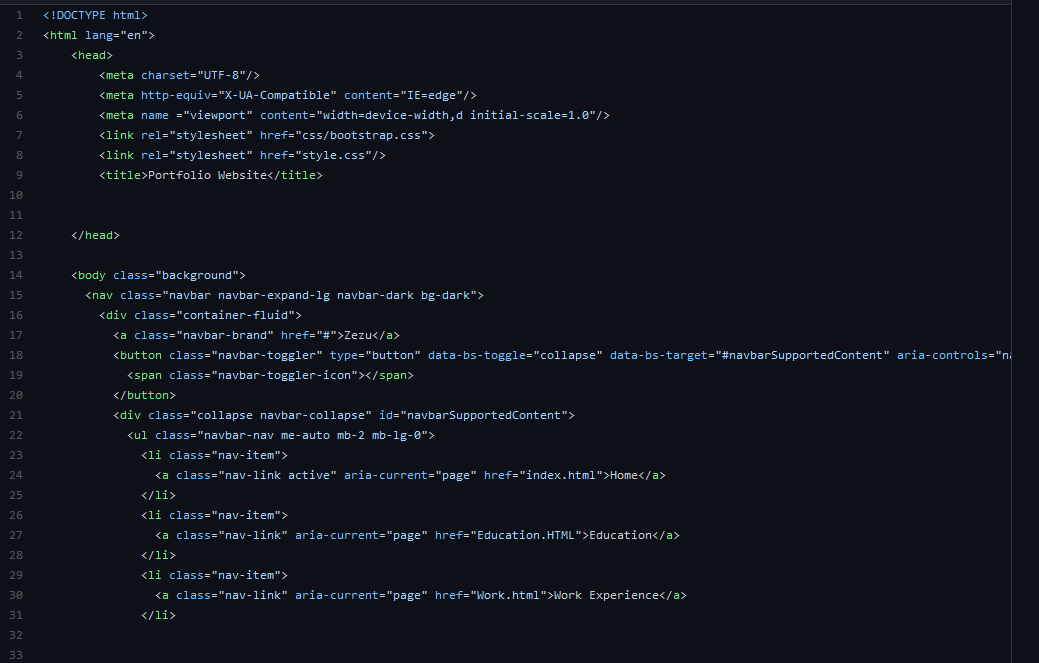 1 <!DOCTYPE html>
2 <html lang="en">
3 <head>
4 <meta charset="UTF-8"/>
5 <meta http-equiv="X-UA-Compatible" content="IE=edge"/>
6 <meta name ="viewport" content="width=device-width,d initial-scale=1.0"/>
7 <link rel="stylesheet" href="css/bootstrap.css">
8 <link rel="stylesheet" href="style.css"/>
9 <title>Portfolio Website</title>
10
11
12 </head>
13
14 <body class="background">
15 <nav class="navbar navbar-expand-lg navbar-dark bg-dark">
16 <div class="container-fluid">
17 <a class="navbar-brand" href="#">Zezu</a>
18 <button class="navbar-toggler" type="button" data-bs-toggle="collapse" data-bs-target="#navbarSupportedContent" aria-controls="na
19 <span class="navbar-toggler-icon"></span>
20 </button>
21 <div class="collapse navbar-collapse" id="navbarSupportedContent">
22 <ul class="navbar-nav me-auto mb-2 mb-lg-0">
23 <li class="nav-item">
24 <a class="nav-link active" aria-current="page" href="index.html">Home</a>
25 </li>
26 <li class="nav-item">
27 <a class="nav-link" aria-current="page" href="Education.HTML">Education</a>
28 </li>
29 <li class="nav-item">
30 <a class="nav-link" aria-current="page" href="Work.html">Work Experience</a>
31 </li>
32
33